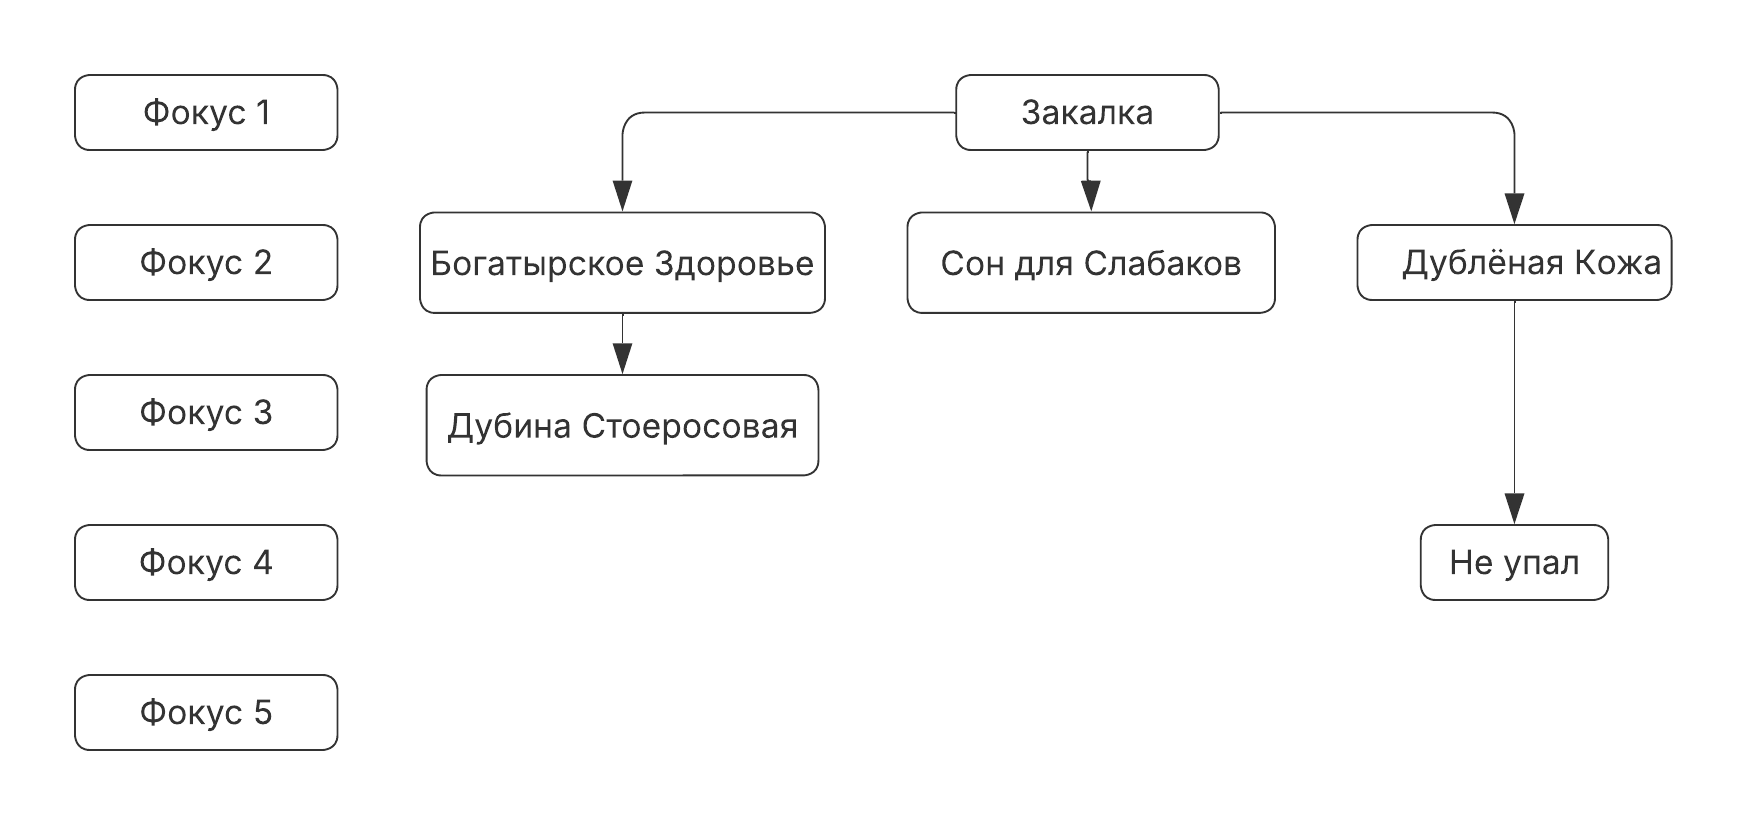 Фокус 1
Закалка
Фокус 2
Богатырское Здоровье
Сон для Слабаков
Дублёная Кожа
Фокус 3
Дубина Стоеросовая
Фокус 4
Не упал
Фокус 5